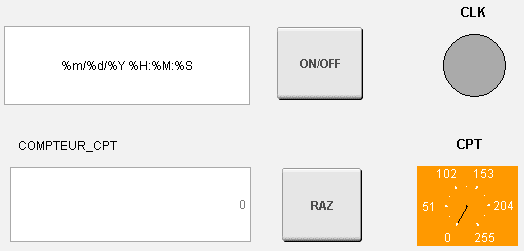 CLK
%m/%d/%Y %H:%M:%S
ON/OFF
COMPTEUR_CPT
CPT
0
RAZ
102 153
51 204
0 255